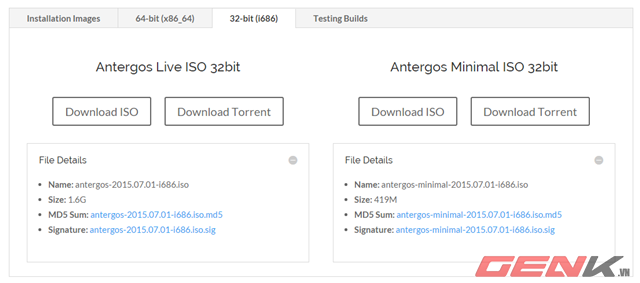 Installation Images
64-bit (x86_64)
32-bit (i686)
Testing Builds
Antergos Live ISO 32bit
Download ISO
Download Torrent
File Details
Name: antergos-2015.07.01-i686.iso
Size: 1.6G
MD5 Sum: antergos-2015.07.01-i686.iso.md5
Signature: antergos-2015.07.01-i686.iso.sig
Antergos Minimal ISO 32bit
Download ISO
Download Torrent
File Details
Name: antergos-minimal-2015.07.01-i686.iso
Size: 419M
MD5 Sum: antergos-minimal-2015.07.01-i686.iso.md5
Signature: antergos-minimal-2015.07.01-i686.iso.sig
GENK.VN